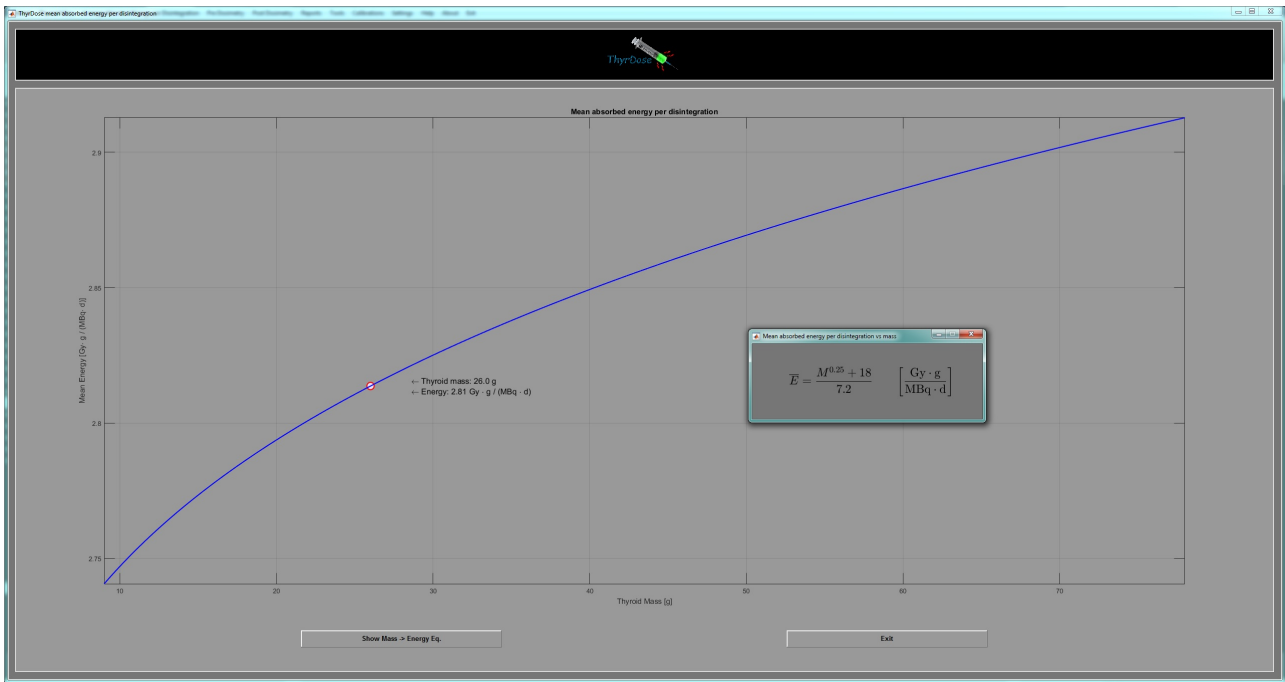 ThyrDose mean absorbed energy per disintegration
ThyrDose
Mean absorbed energy per disintegration
2.9
2.85
2.8
2.75
Mean Energy [Gy· g / (MBq· d)]
← Thyroid mass: 26.0 g
← Energy: 2.81 Gy · g / (MBq · d)
Mean absorbed energy per disintegration vs mass
E̅ = (M^0.25 + 18) / 7.2 [Gy · g / MBq · d]
10 20 30 40 50 60 70
Thyroid Mass [g]
Show Mass -> Energy Eq. Exit